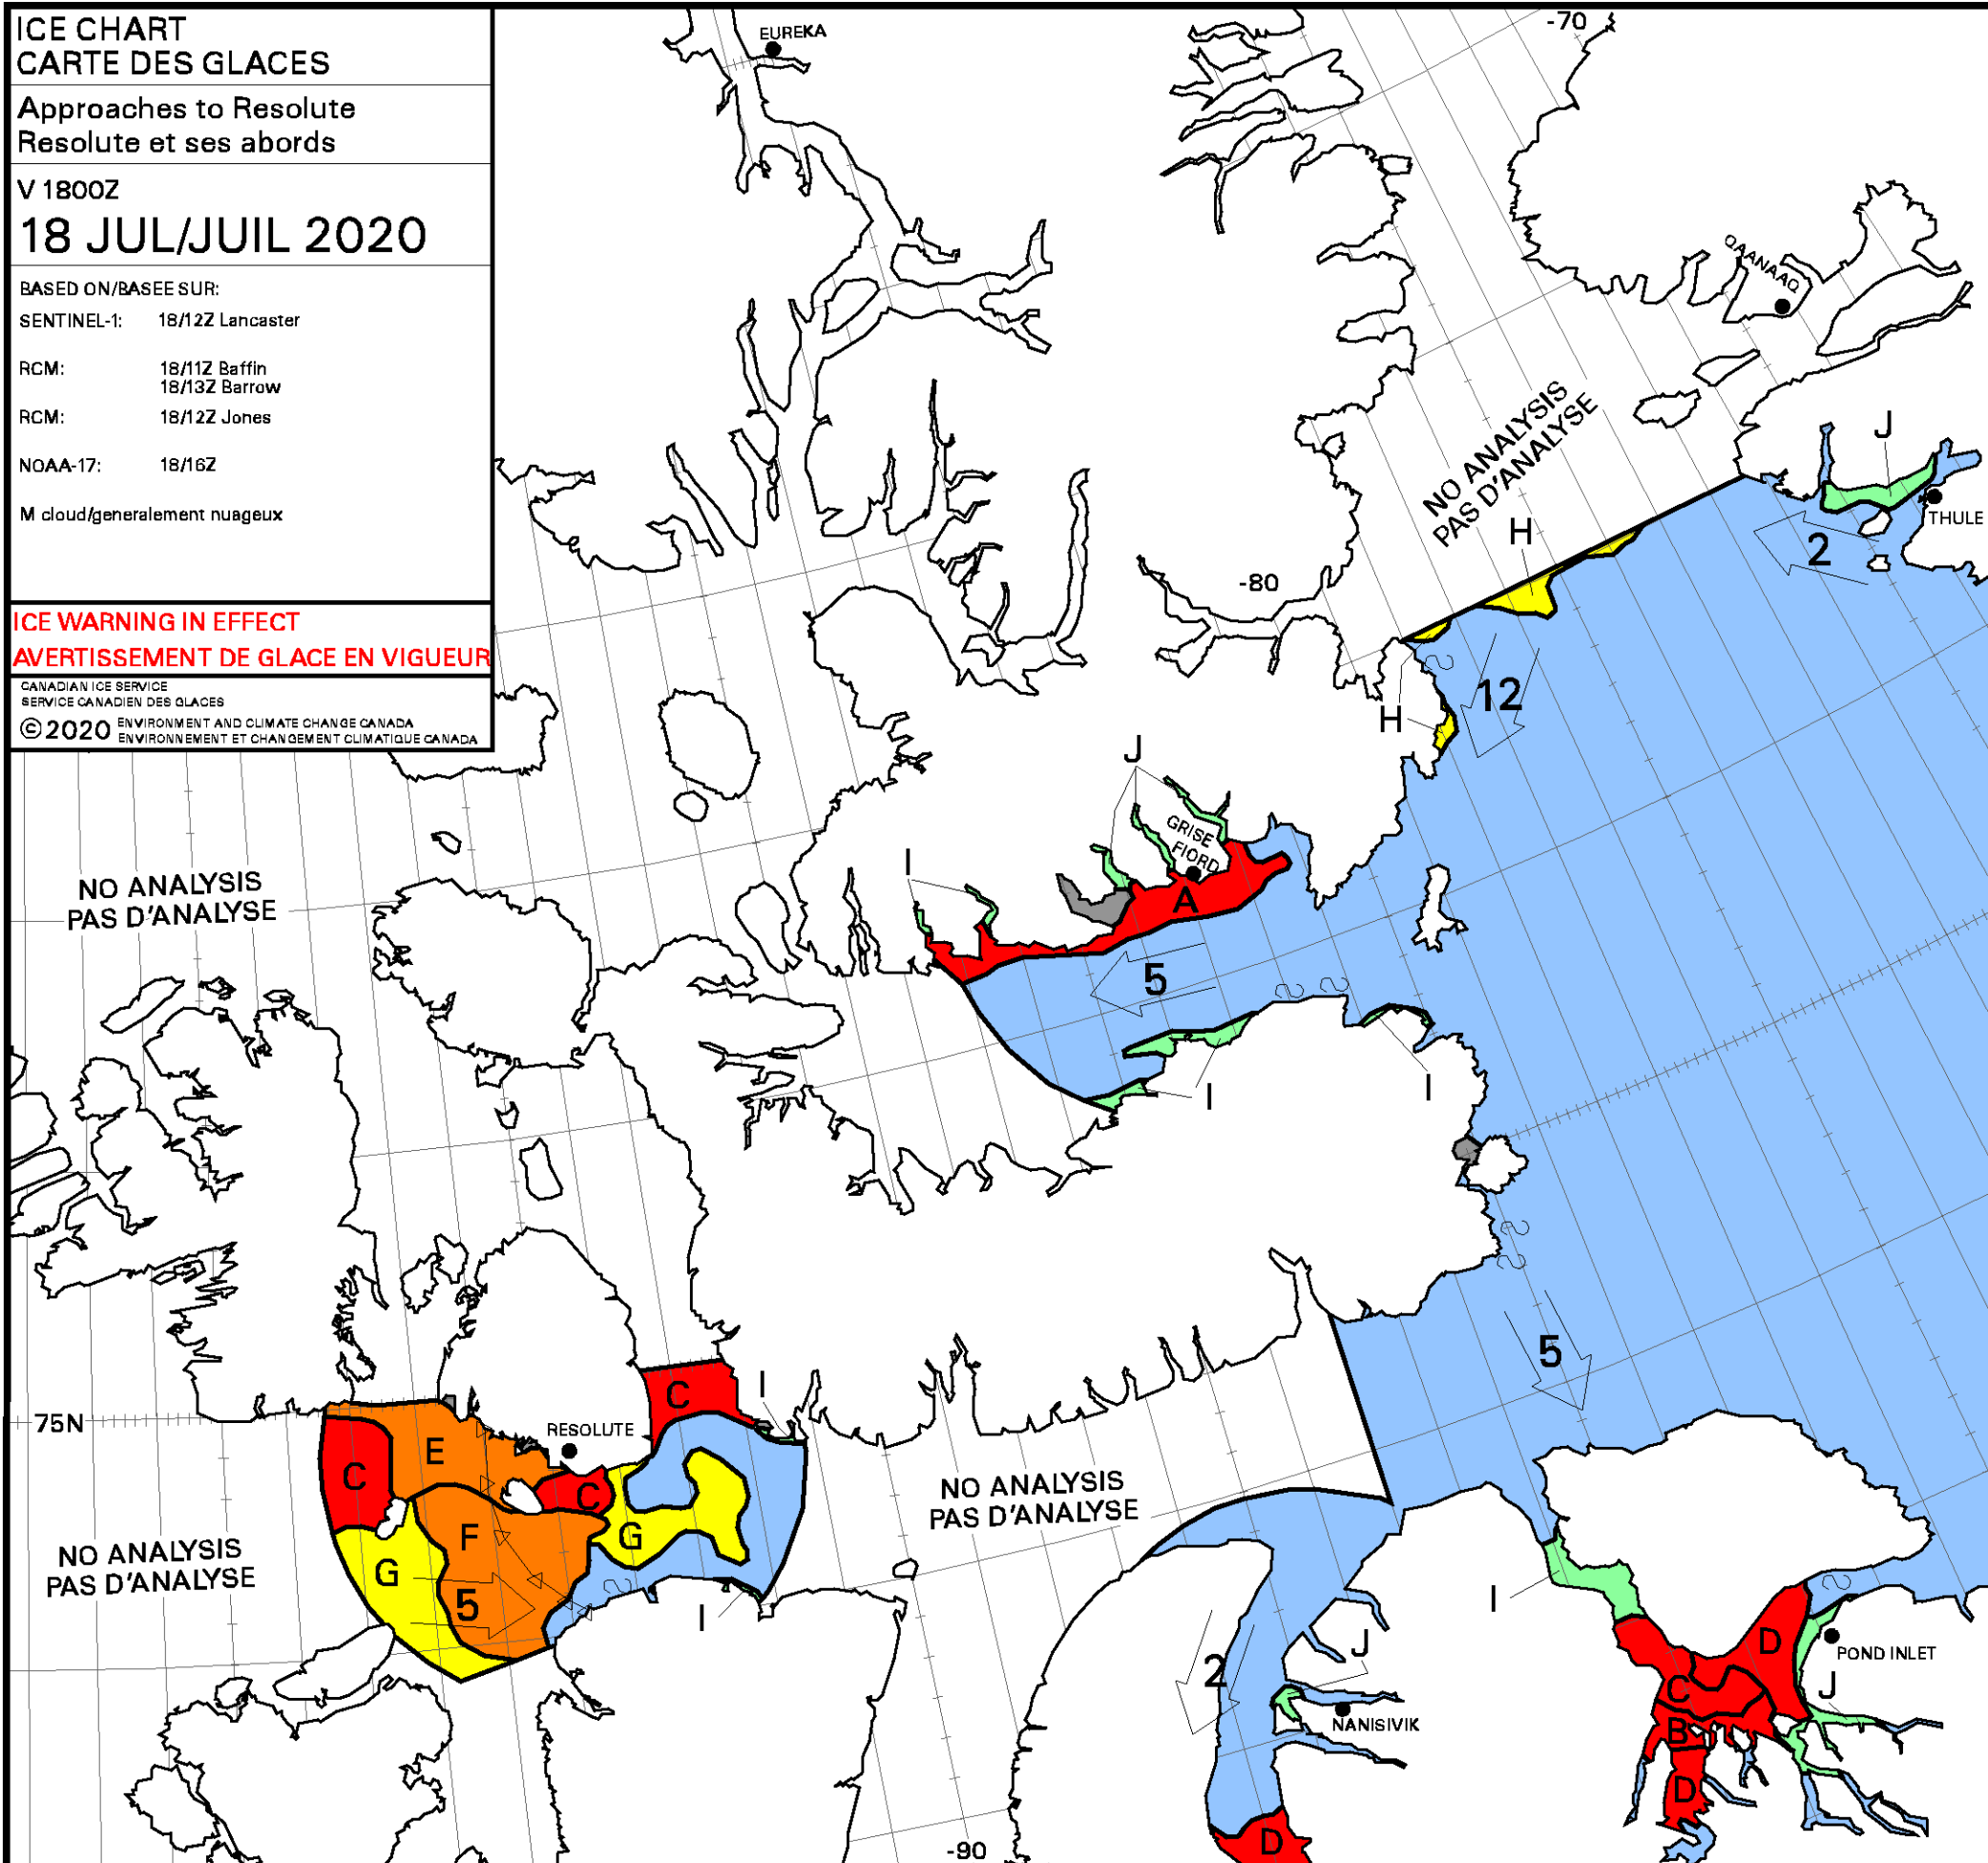 ICE CHART
CARTE DES GLACES
Approaches to Resolute
Resolute et ses abords
V 1800Z
18 JUL/JUIL 2020
BASED ON/BASEE SUR:
SENTINEL-1: 18/12Z Lancaster
RCM: 18/11Z Baffin
18/13Z Barrow
RCM: 18/12Z Jones
NOAA-17: 18/16Z
M cloud/generalement nuageux
ICE WARNING IN EFFECT
AVERTISSEMENT DE GLACE EN VIGUEUR
CANADIAN ICE SERVICE
SERVICE CANADIEN DES GLACES
© 2020 ENVIRONMENT AND CLIMATE CHANGE CANADA
ENVIRONNEMENT ET CHANGEMENT CLIMATIQUE CANADA
EUREKA
-70
QAANAAQ
NO ANALYSIS
PAS D'ANALYSE
J
THULE
H
2
-80
12
H
J
GRISE
FIORD
I
A
NO ANALYSIS
PAS D'ANALYSE
5
I
I
5
C
I
75N
RESOLUTE
E
C
C
NO ANALYSIS
PAS D'ANALYSE
F
G
G
NO ANALYSIS
PAS D'ANALYSE
5
I
I
D
POND INLET
J
2
C
J
NANISIVIK
B
D
D
-90